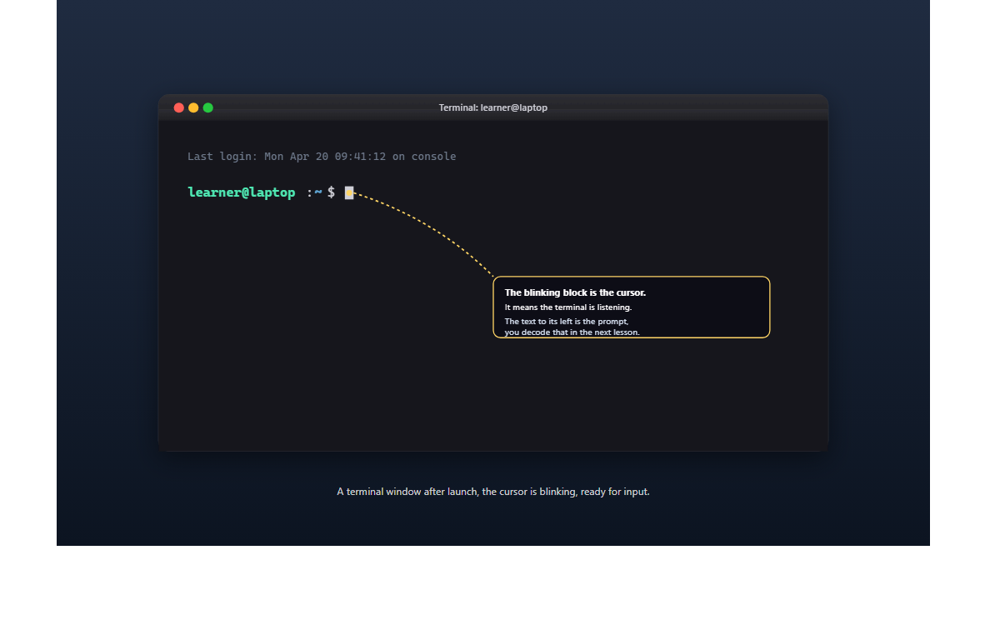 Terminal: learner@laptop
Last login: Mon Apr 20 09:41:12 on console
learner@laptop :~ $
The blinking block is the cursor.
It means the terminal is listening.
The text to its left is the prompt,
you decode that in the next lesson.
A terminal window after launch, the cursor is blinking, ready for input.